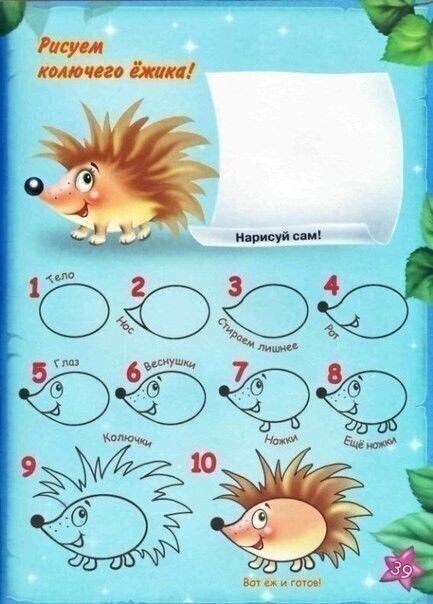 Рисуем
колючего ёжика!
Нарисуй сам!
1 Тело
2 Нос
3 Стираем лишнее
4 Рот
5 Глаз
6 Веснушки
7 Ножки
8 Ещё ножки
9 Колючки
10 Вот ёж и готов!
39